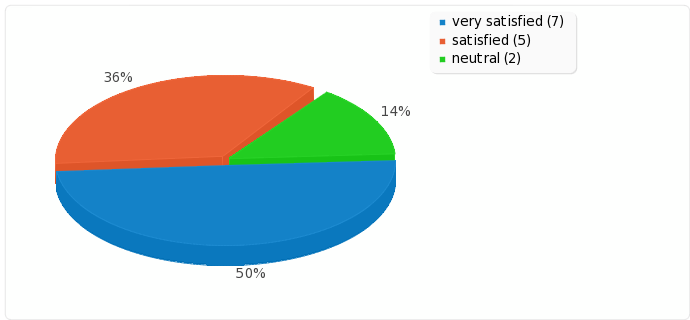 very satisfied (7)
satisfied (5)
neutral (2)
36%
14%
50%